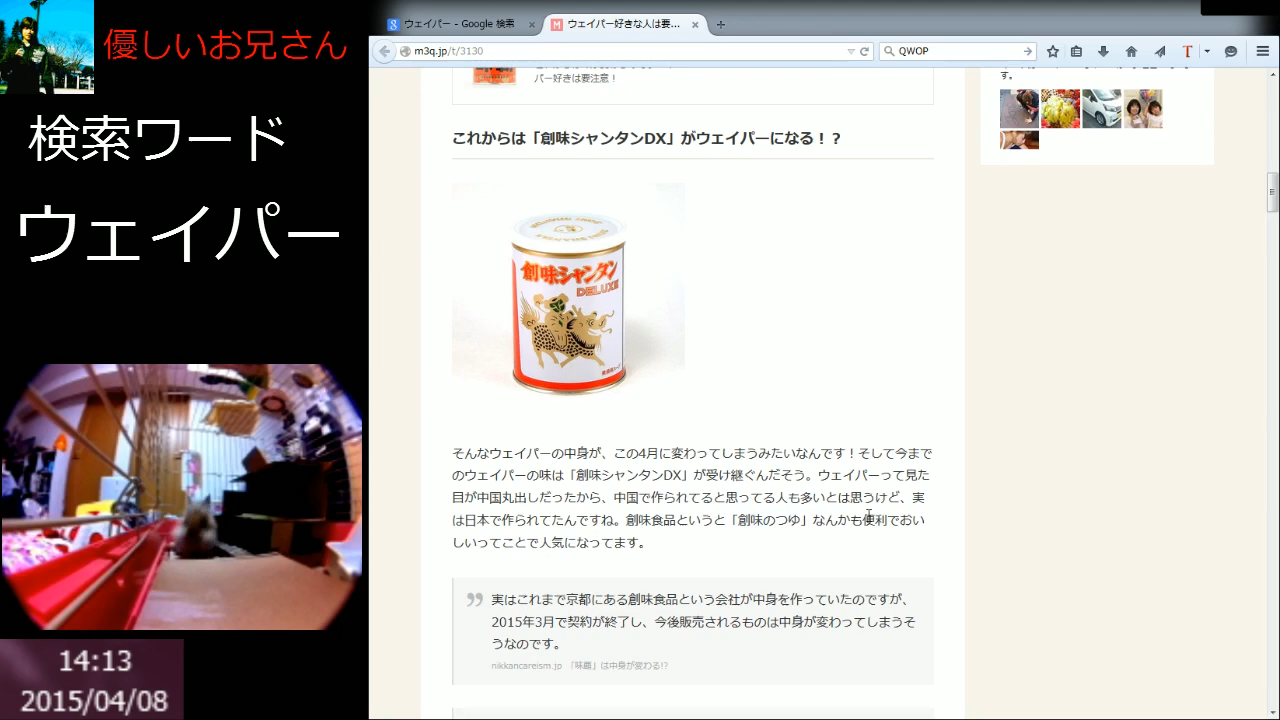 優しいお兄さん
検索ワード
ウェイパー
14:13
2015/04/08
ウェイパー - Google 検索
ウェイパー好きな人は要...
m3q.jp/t/3130
QWOP
パー好きは要注意！
す。
これからは「創味シャンタンDX」がウェイパーになる！？
創味シャンタン
DELUXE
そんなウェイパーの中身が、この4月に変わってしまうみたいなんです！そして今まで
のウェイパーの味は「創味シャンタンDX」が受け継ぐんだそう。ウェイパーって見た
目が中国丸出しだったから、中国で作られてると思ってる人も多いとは思うけど、実
は日本で作られてたんですね。創味食品というと「創味のつゆ」なんかも便利でおい
しいってことで人気になってます。
実はこれまで京都にある創味食品という会社が中身を作っていたのですが、
2015年3月で契約が終了し、今後販売されるものは中身が変わってしまうそ
うなのです。
nikkancareism.jp 「味覇」は中身が変わる!?